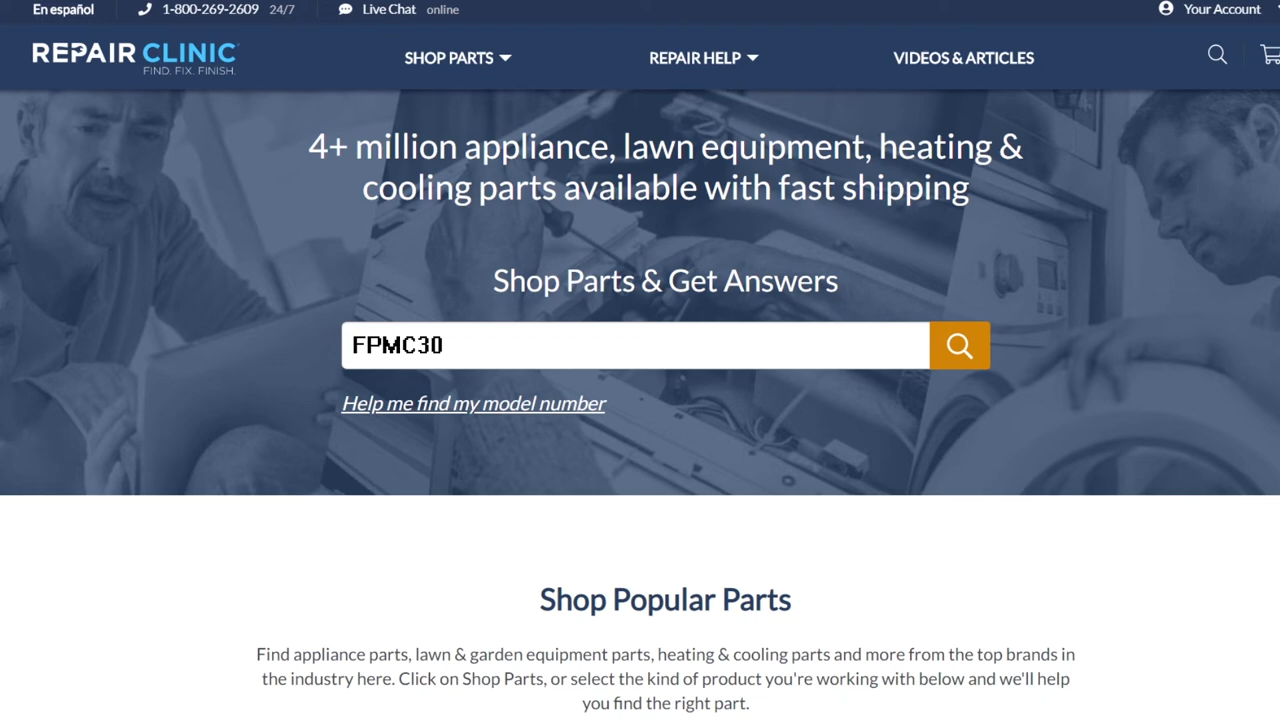 En español 1-800-269-2609 24/7 Live Chat online Your Account
REPAIR CLINIC
FIND. FIX. FINISH.
SHOP PARTS REPAIR HELP VIDEOS & ARTICLES
4+ million appliance, lawn equipment, heating &
cooling parts available with fast shipping
Shop Parts & Get Answers
FPMC30
Help me find my model number
Shop Popular Parts
Find appliance parts, lawn & garden equipment parts, heating & cooling parts and more from the top brands in
the industry here. Click on Shop Parts, or select the kind of product you're working with below and we'll help
you find the right part.